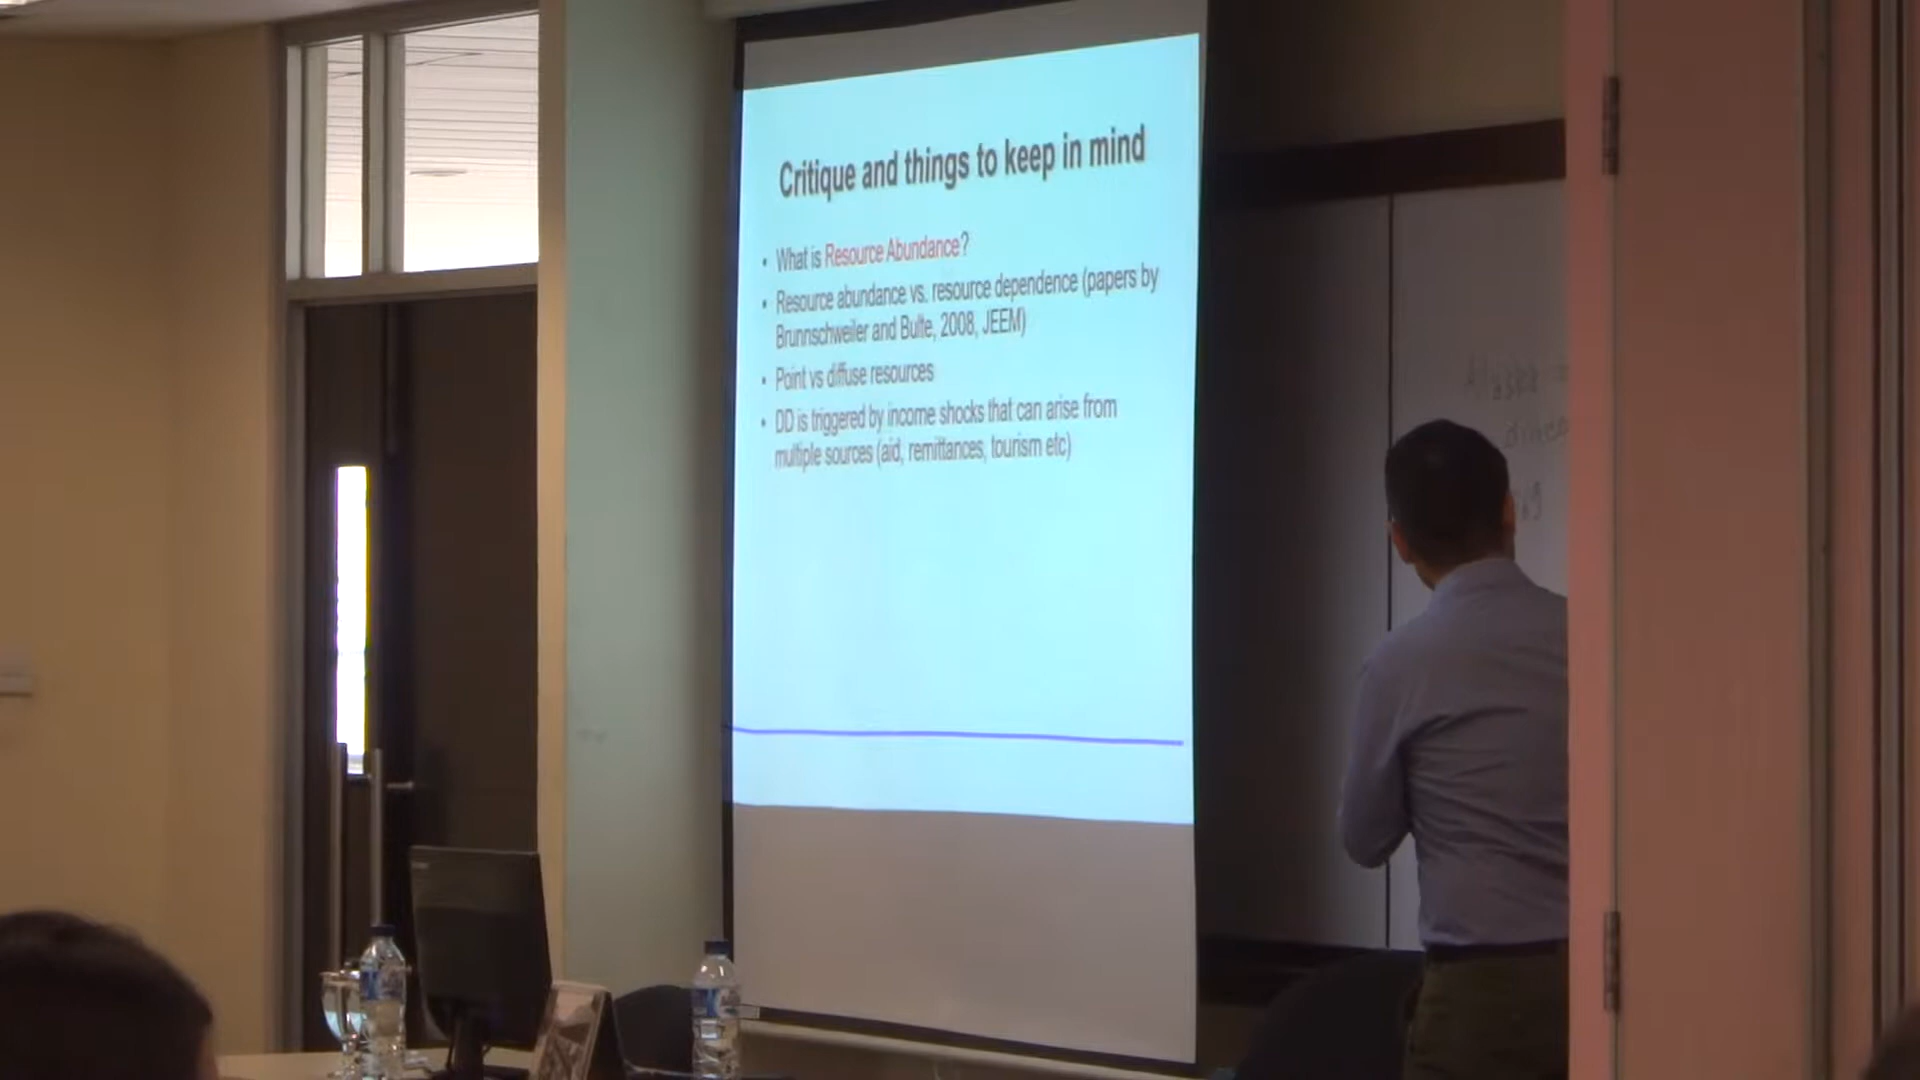 Critique and things to keep in mind
• What is Resource Abundance?
• Resource abundance vs. resource dependence (papers by
Brunnschweiler and Bulte, 2008, JEEM)
• Point vs diffuse resources
• DD is triggered by income shocks that can arise from
multiple sources (aid, remittances, tourism etc)